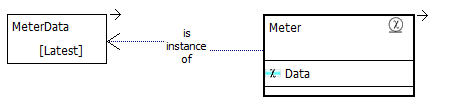 MeterData
[Latest]
is
instance
of
Meter
Data